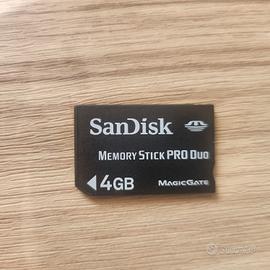 SanDisk
MEMORY STICK PRO DUO
4GB
MAGICGATE